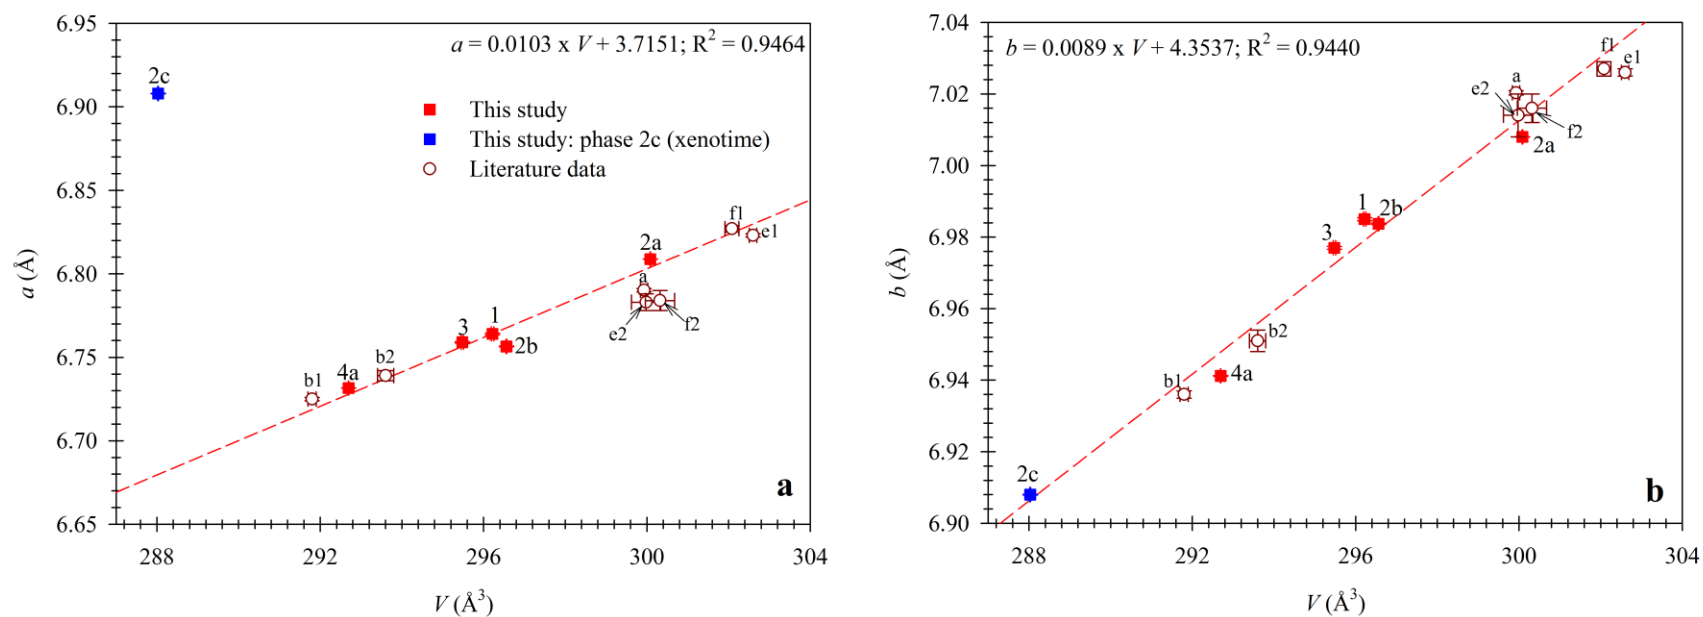 a = 0.0103 x V + 3.7151; R² = 0.9464
6.95
6.90
6.85
6.80
6.75
6.70
6.65
a (Å)
2c
This study
This study: phase 2c (xenotime)
Literature data
f1
e1
2a
a
e2
f2
1
3
2b
b2
4a
b1
a
288
292
296
300
304
V (Å³)
b = 0.0089 x V + 4.3537; R² = 0.9440
7.04
7.02
7.00
6.98
6.96
6.94
6.92
6.90
b (Å)
f1
e1
a
e2
f2
2a
1
2b
3
b2
b1
4a
2c
b
288
292
296
300
304
V (Å³)